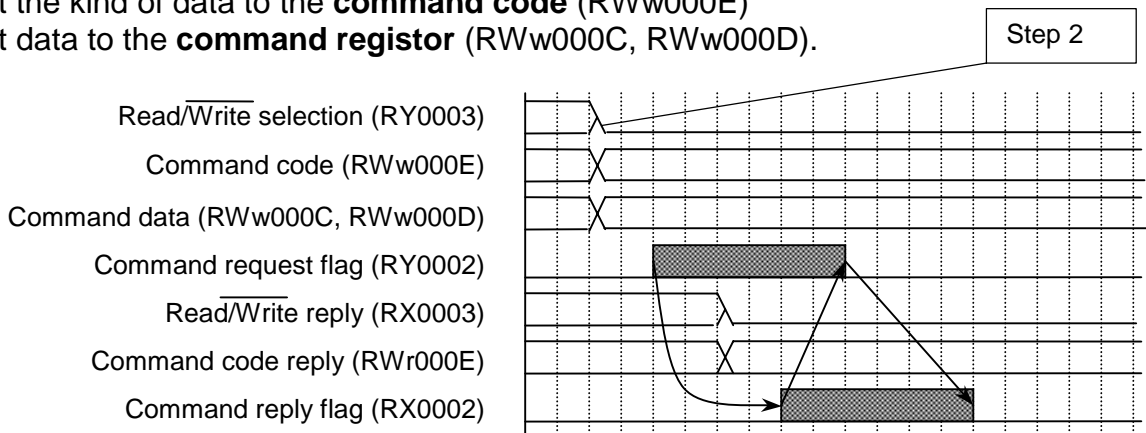 t the kind of data to the command code (RWw000E)
t data to the command registor (RWw000C, RWw000D).
Step 2
Read/Write selection (RY0003)
Command code (RWw000E)
Command data (RWw000C, RWw000D)
Command request flag (RY0002)
Read/Write reply (RX0003)
Command code reply (RWr000E)
Command reply flag (RX0002)